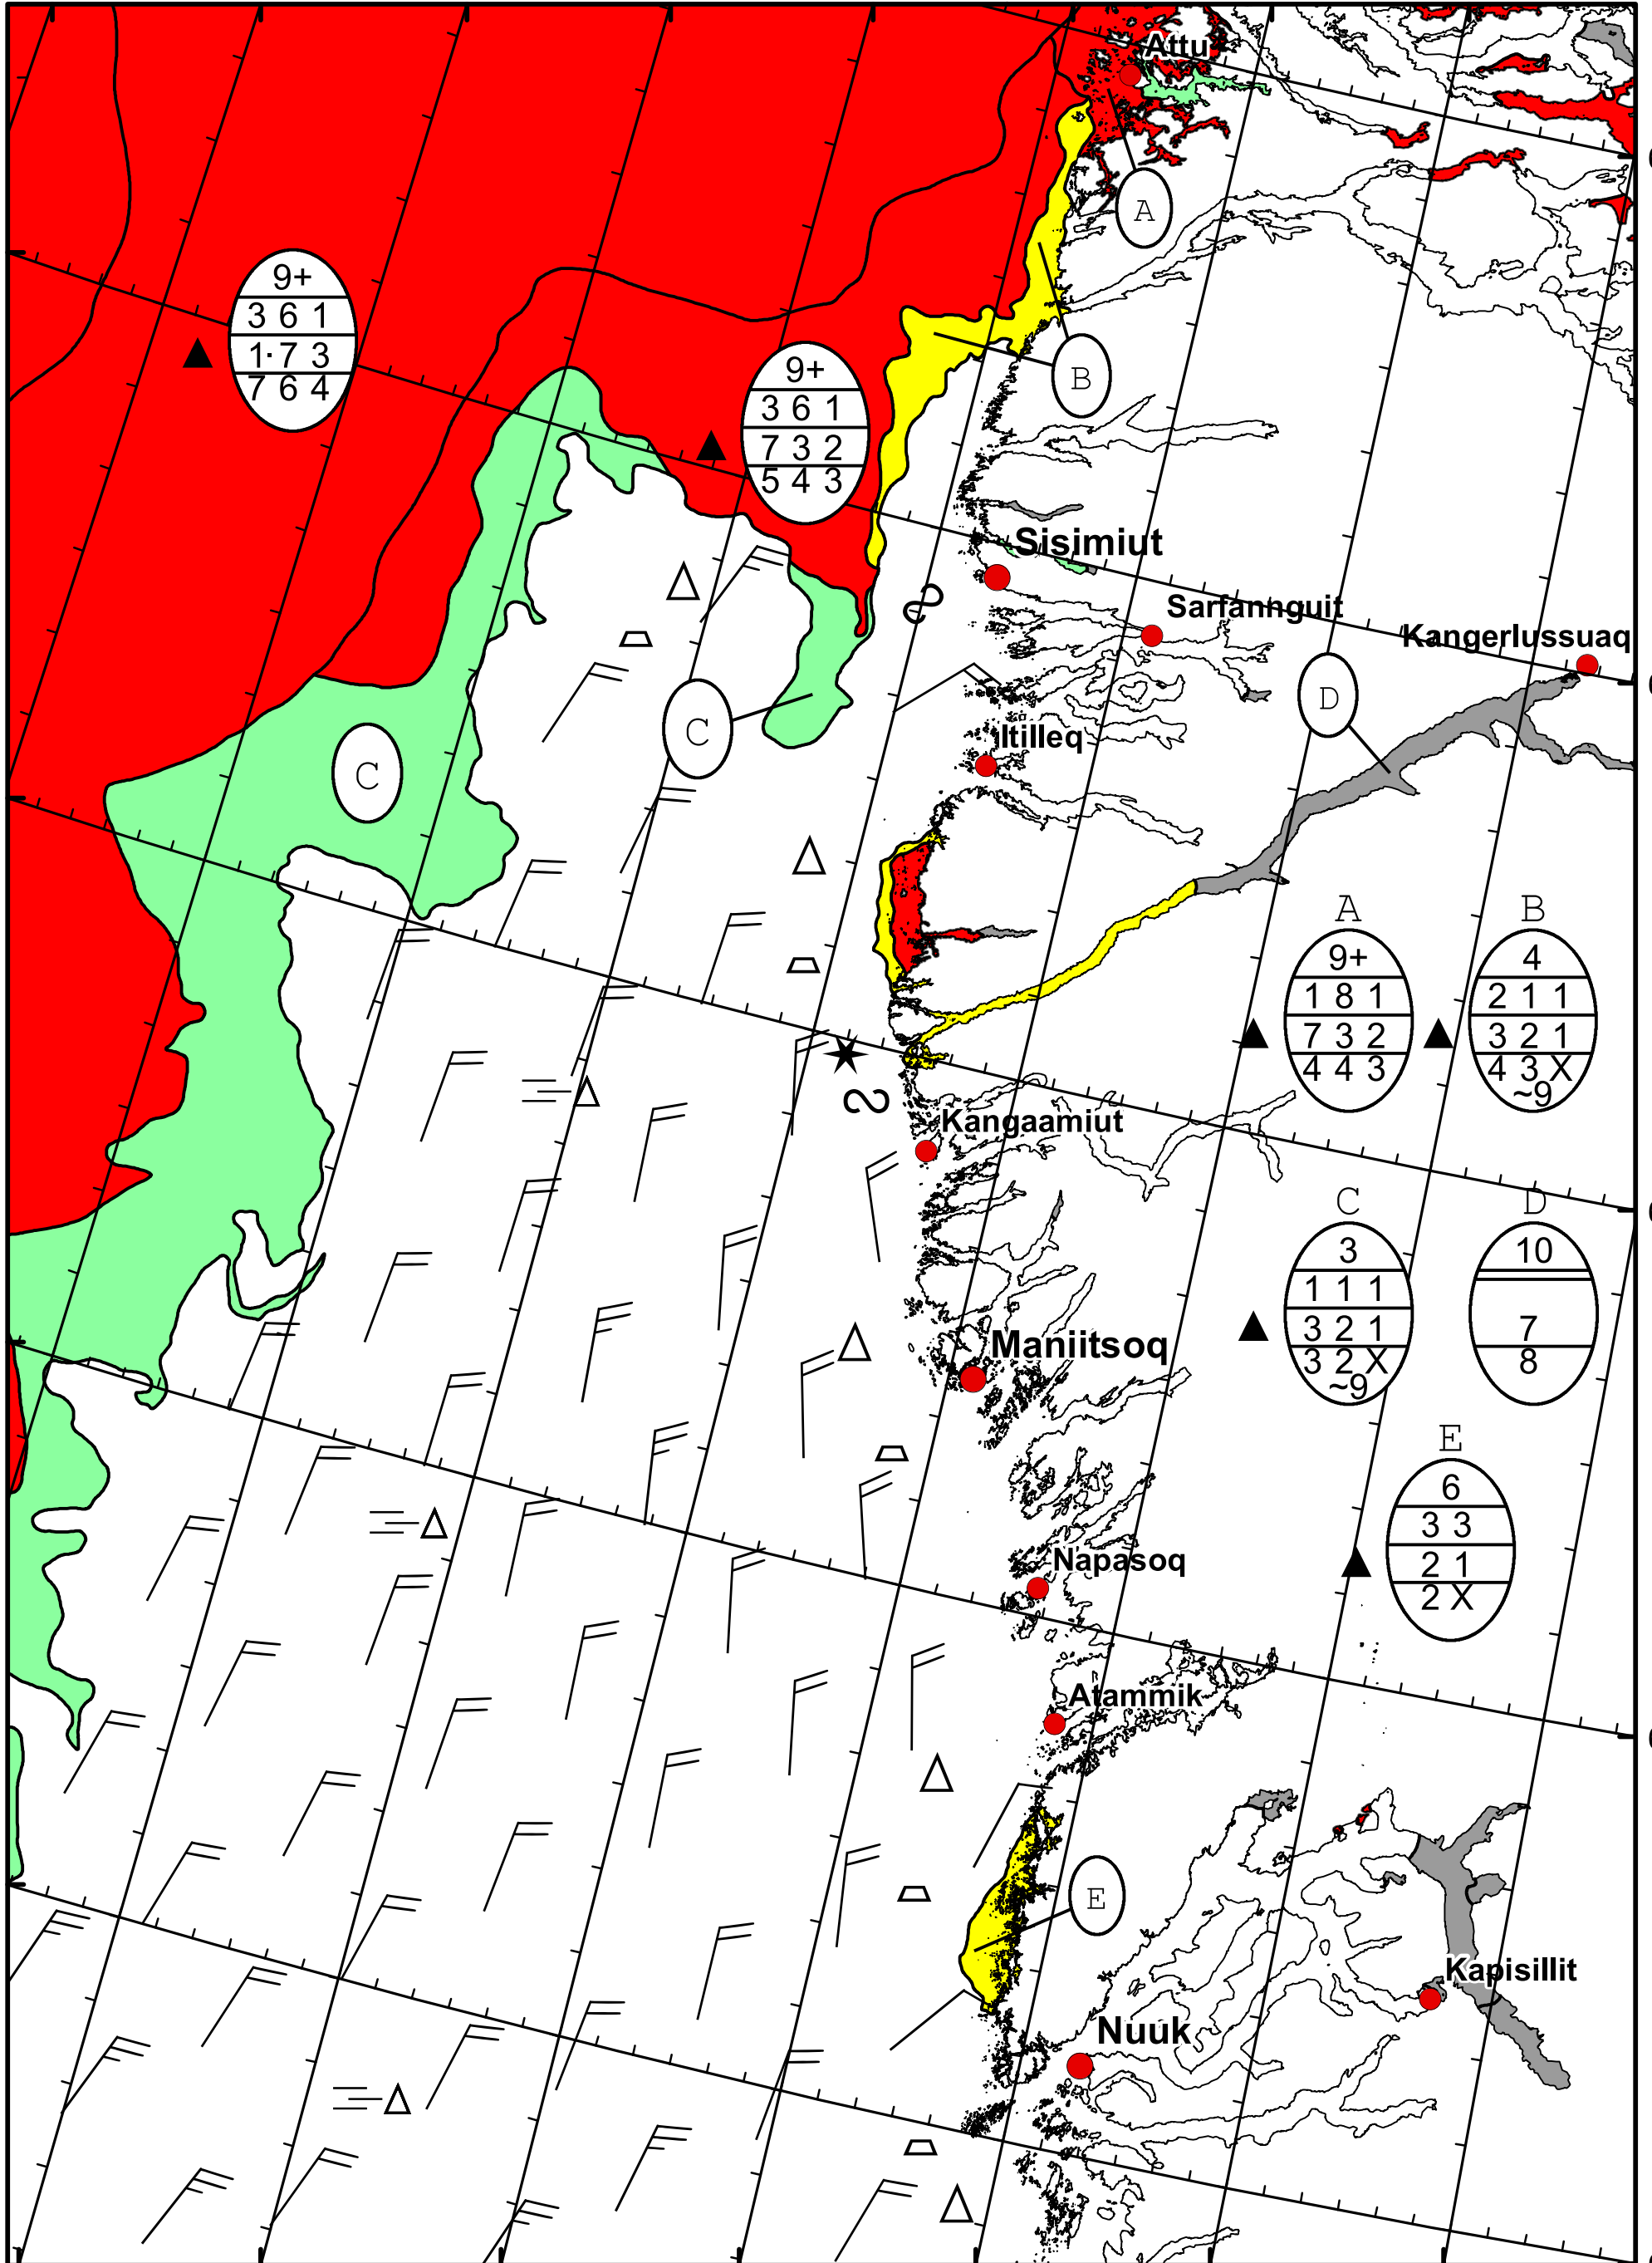 Attu
A
9+
3 6 1
1· 7 3
7 6 4
9+
3 6 1
7 3 2
5 4 3
B
Sisimiut
Sarfannguit
Kangerlussuaq
D
C
C
Itilleq
A
9+
1 8 1
7 3 2
4 4 3
B
4
2 1 1
3 2 1
4 3 X
~9
Kangaamiut
C
3
1 1 1
3 2 1
3 2 X
~9
D
10
7
8
Maniitsoq
E
6
3 3
2 1
2 X
Napasoq
Atammik
E
Kapisillit
Nuuk